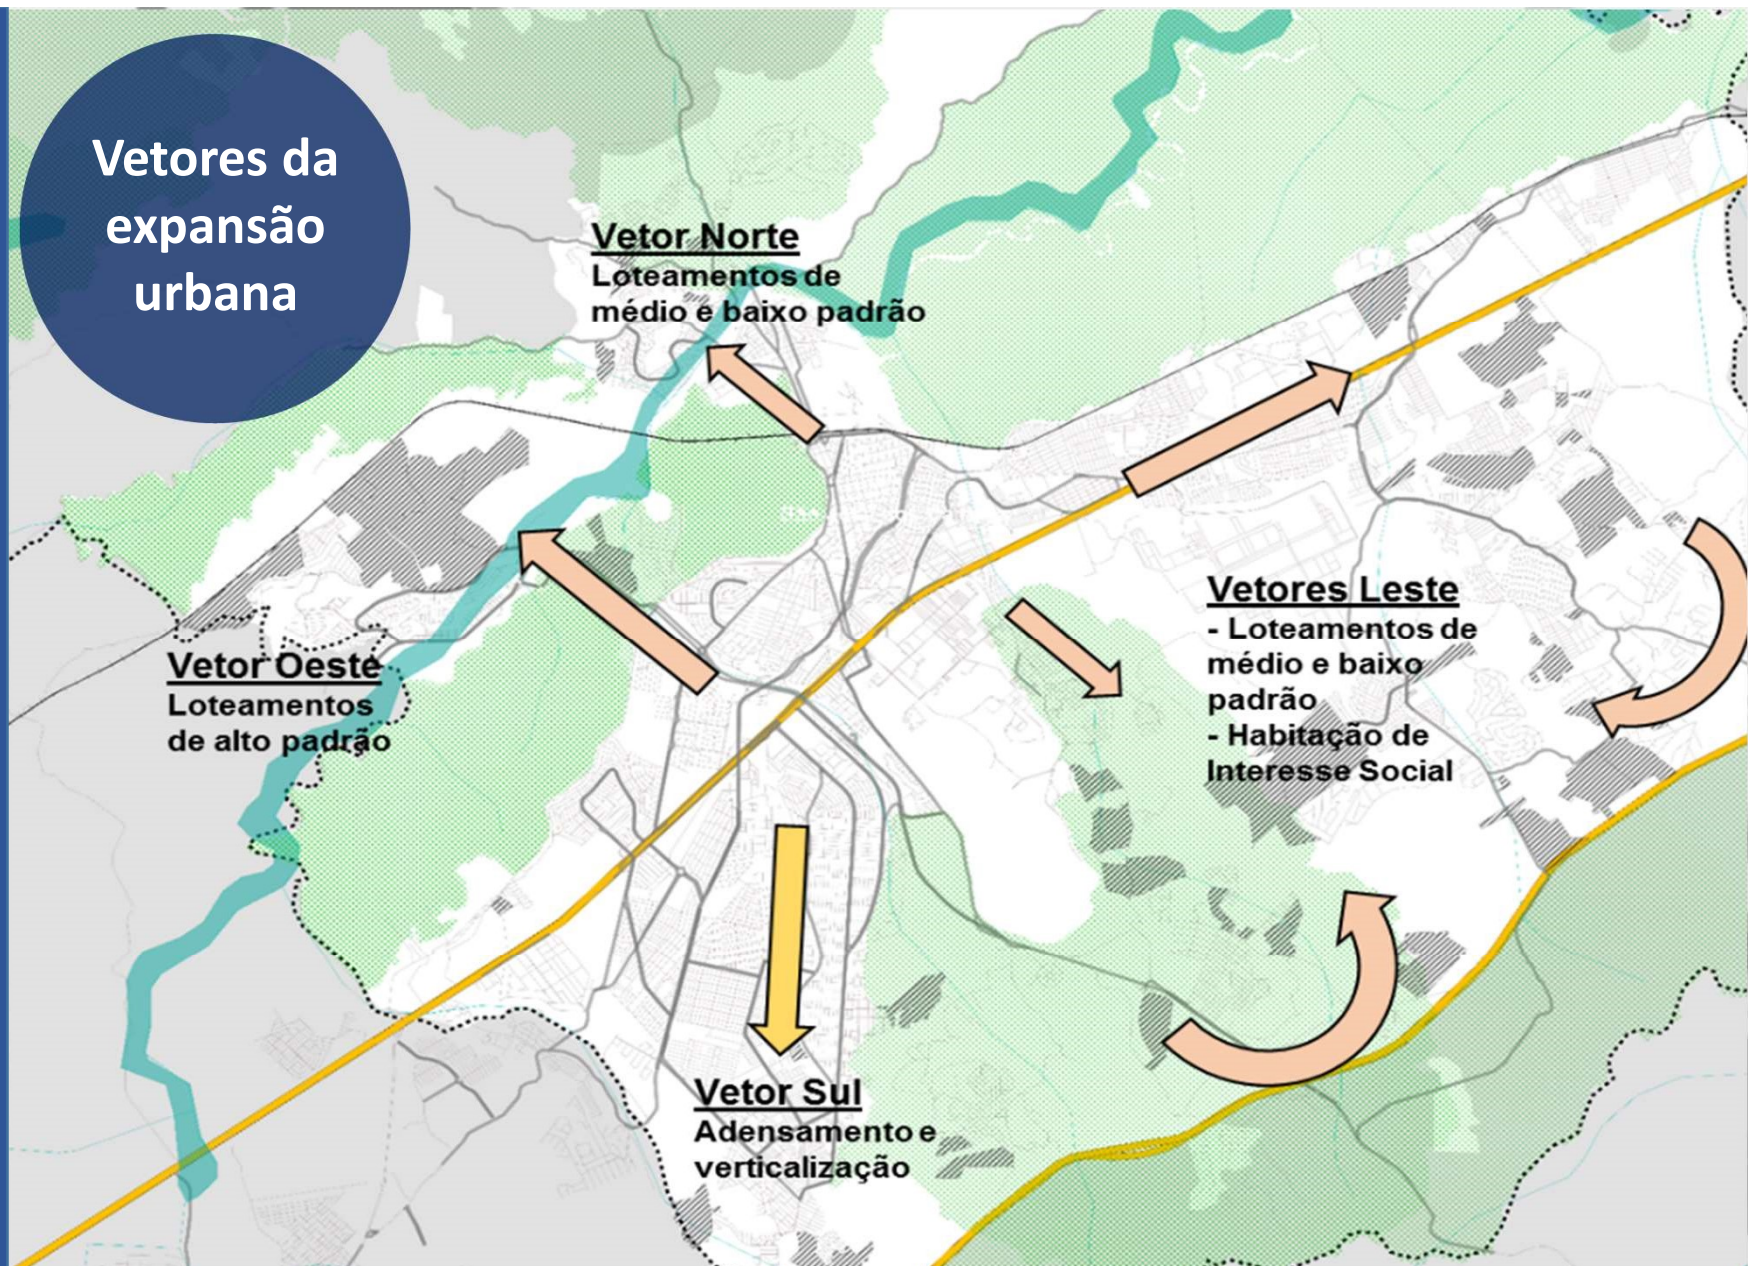 Vetores da
expansão
urbana
Vetor Norte
Loteamentos de
médio e baixo padrão
Vetor Oeste
Loteamentos
de alto padrão
Vetores Leste
- Loteamentos de
médio e baixo
padrão
- Habitação de
Interesse Social
Vetor Sul
Adensamento e
verticalização